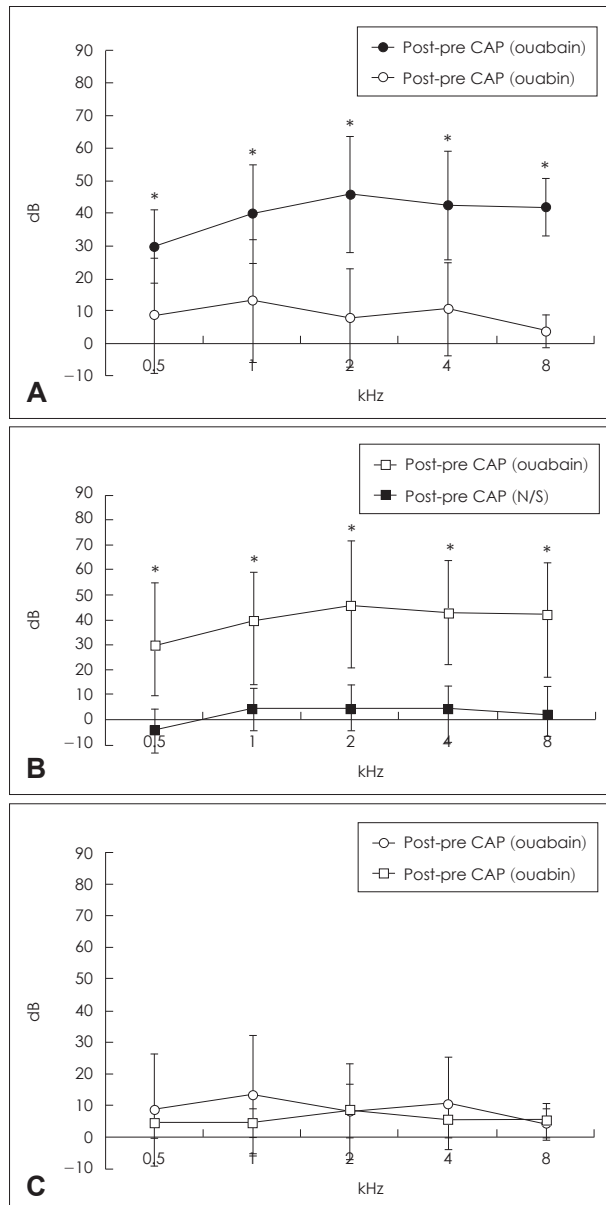 90
80
70
60
50
40
30
20
10
0
−10
dB
Post-pre CAP (ouabain)
Post-pre CAP (ouabin)
* * * * *
0.5 1 2 4 8
kHz
A
90
80
70
60
50
40
30
20
10
0
−10
dB
Post-pre CAP (ouabain)
Post-pre CAP (N/S)
* * * * *
0.5 1 2 4 8
kHz
B
90
80
70
60
50
40
30
20
10
0
−10
dB
Post-pre CAP (ouabain)
Post-pre CAP (ouabin)
0.5 1 2 4 8
kHz
C